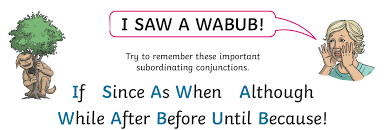 I SAW A WABUB!
Try to remember these important
subordinating conjunctions.
If Since As When Although
While After Before Until Because!